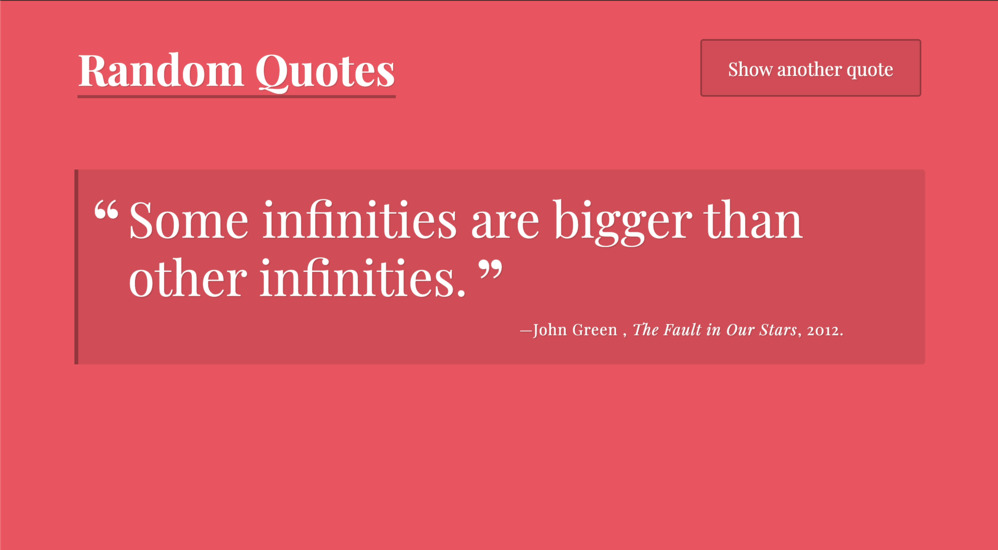 Random Quotes
Show another quote
“ Some infinities are bigger than
other infinities. ”
—John Green , The Fault in Our Stars, 2012.